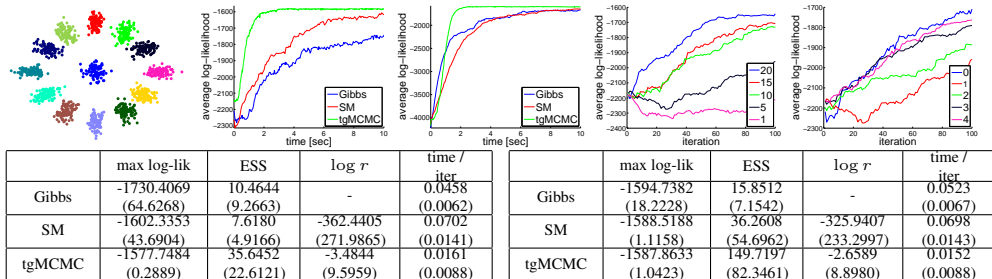 average log-likelihood
-1600
-1700
-1800
-1900
-2000
-2100
-2200
-2300
0 2 4 6 8 10
time [sec]
Gibbs
SM
tgMCMC
average log-likelihood
-2000
-2500
-3000
-3500
-4000
0 2 4 6 8 10
time [sec]
Gibbs
SM
tgMCMC
average log-likelihood
-1600
-1700
-1800
-1900
-2000
-2100
-2200
-2300
-2400
0 20 40 60 80 100
iteration
20
15
10
5
1
average log-likelihood
-1700
-1800
-1900
-2000
-2100
-2200
-2300
0 20 40 60 80 100
iteration
0
1
2
3
4
max log-lik ESS log r time / iter
Gibbs -1730.4069 (64.6268) 10.4644 (9.2663) - 0.0458 (0.0062)
SM -1602.3353 (43.6904) 7.6180 (4.9166) -362.4405 (271.9865) 0.0702 (0.0141)
tgMCMC -1577.7484 (0.2889) 35.6452 (22.6121) -3.4844 (9.5959) 0.0161 (0.0088)
max log-lik ESS log r time / iter
Gibbs -1594.7382 (18.2228) 15.8512 (7.1542) - 0.0523 (0.0067)
SM -1588.5188 (1.1158) 36.2608 (54.6962) -325.9407 (233.2997) 0.0698 (0.0143)
tgMCMC -1587.8633 (1.0423) 149.7197 (82.3461) -2.6589 (8.8980) 0.0152 (0.0088)